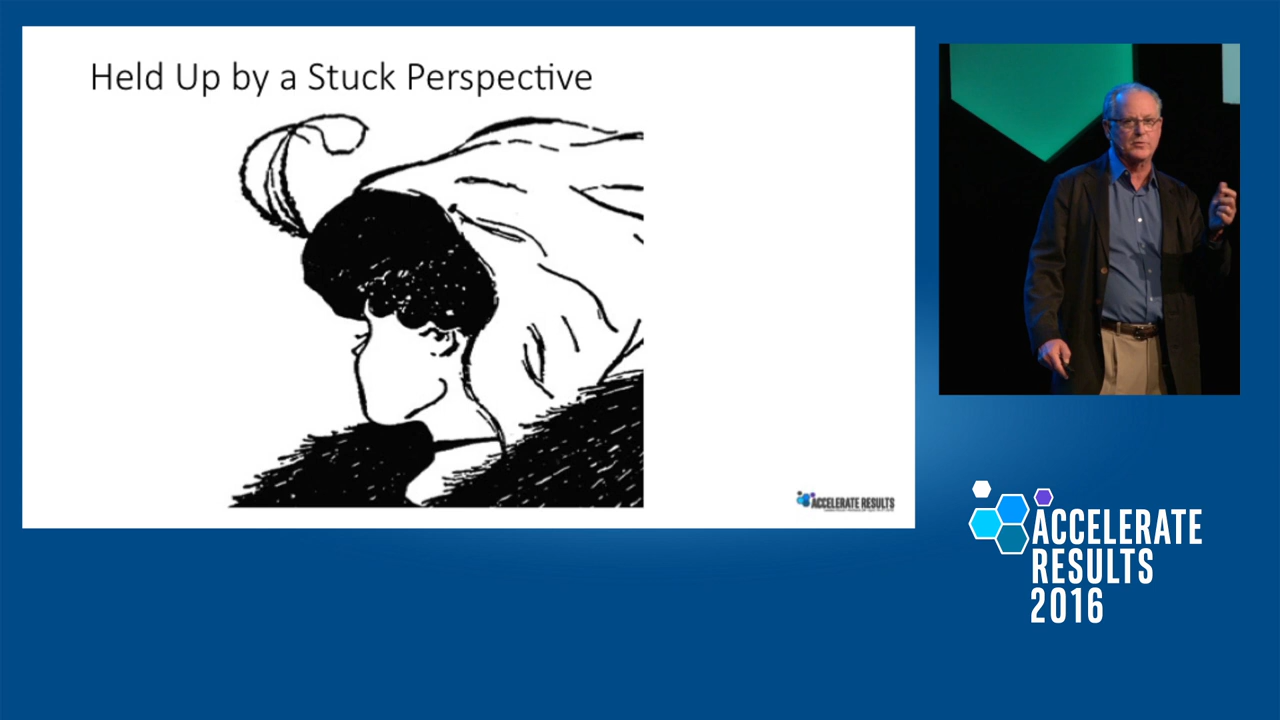 Held Up by a Stuck Perspective
ACCELERATE RESULTS
ACCELERATE
RESULTS
2016